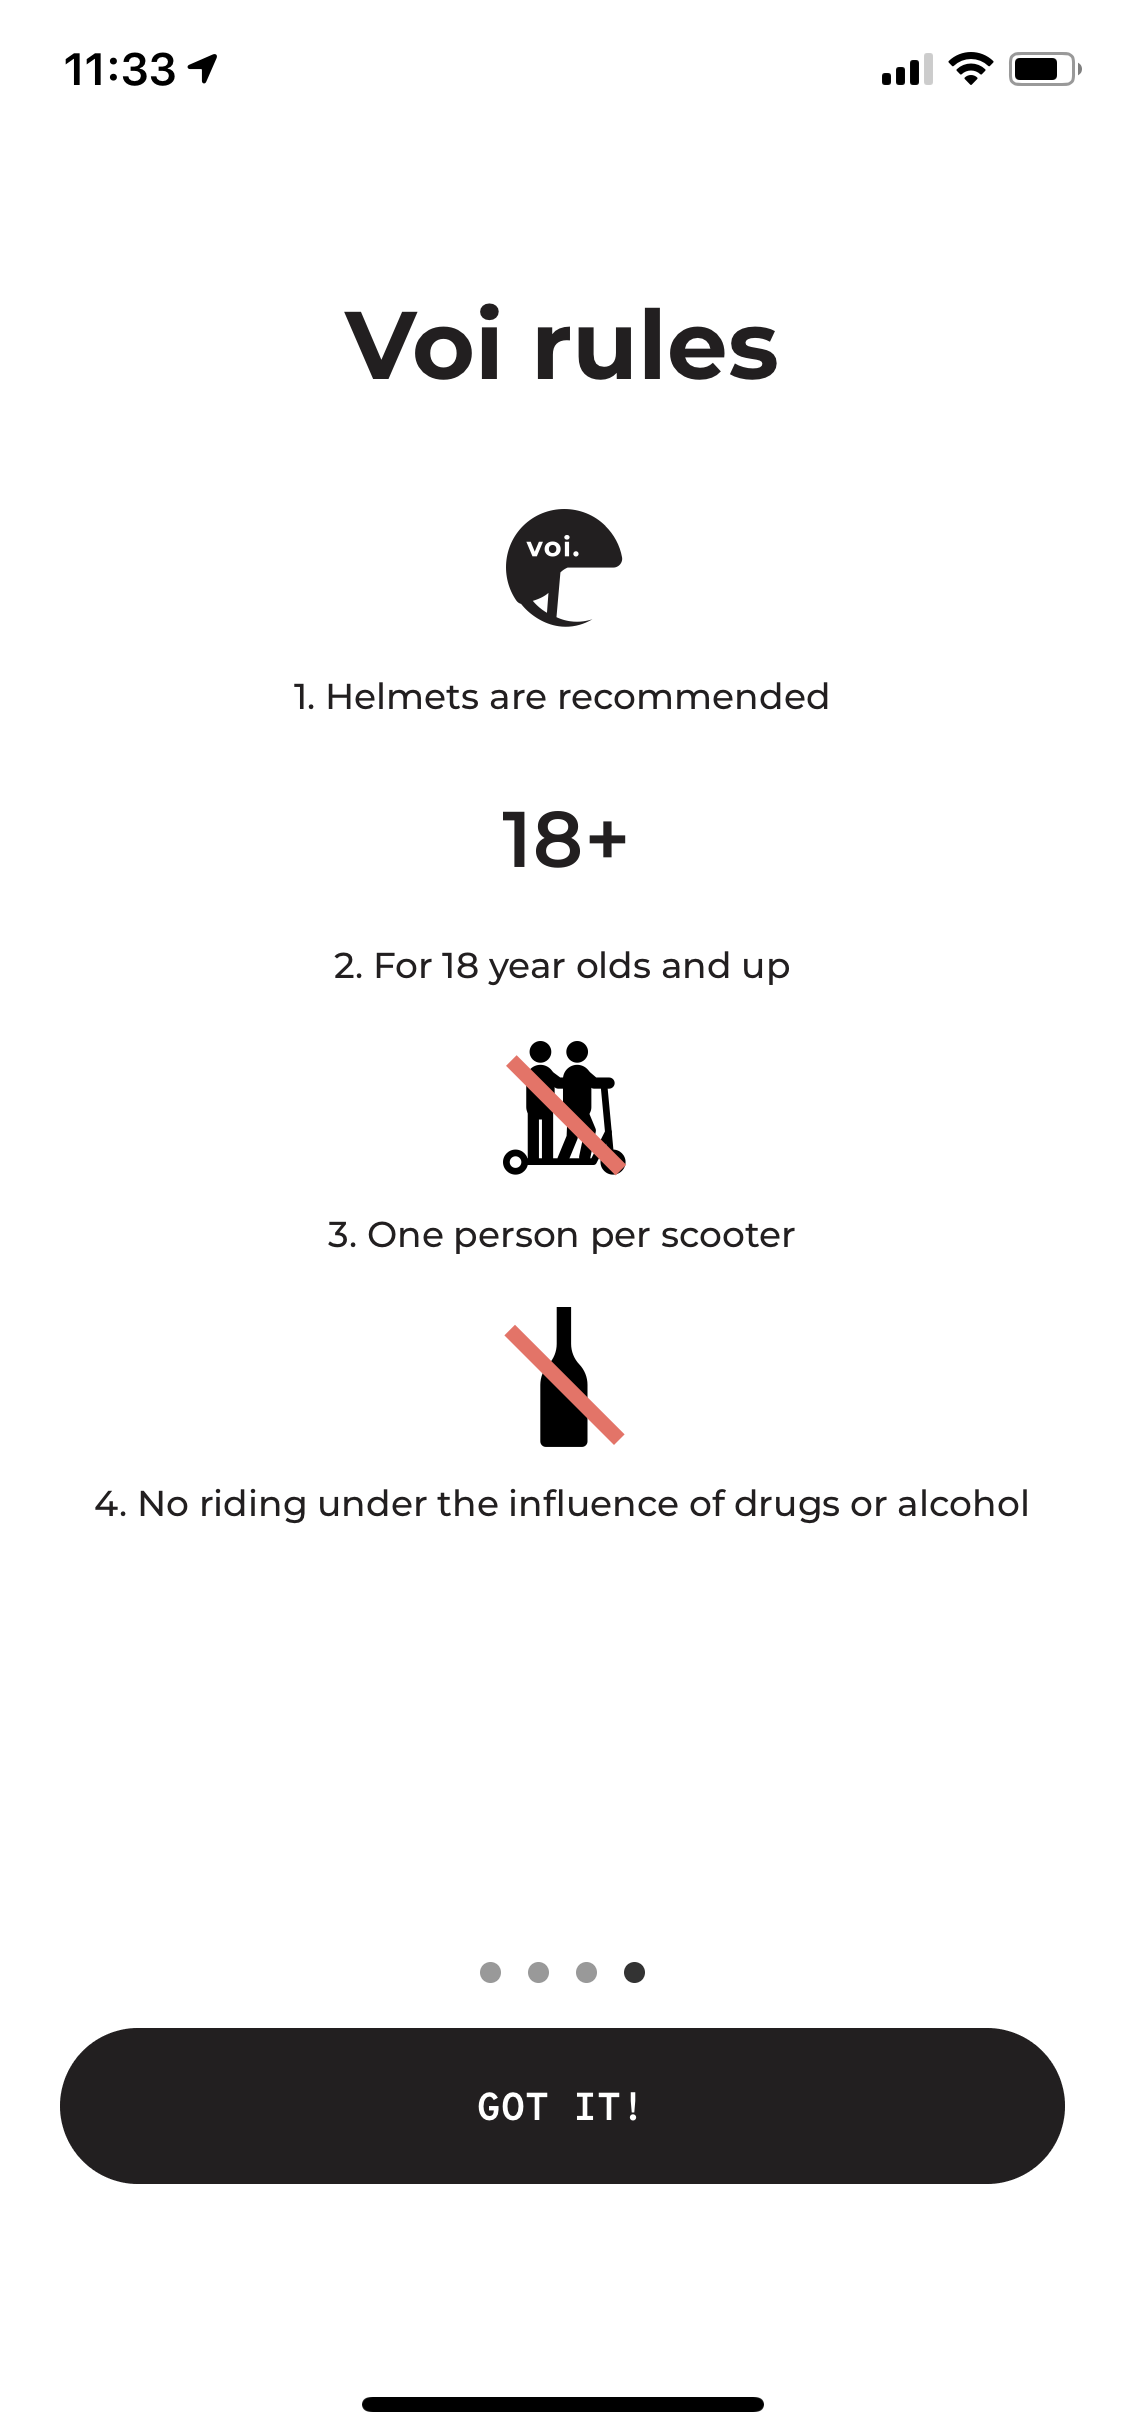 11:33
Voi rules
voi.
1. Helmets are recommended
18+
2. For 18 year olds and up
3. One person per scooter
4. No riding under the influence of drugs or alcohol
GOT IT!